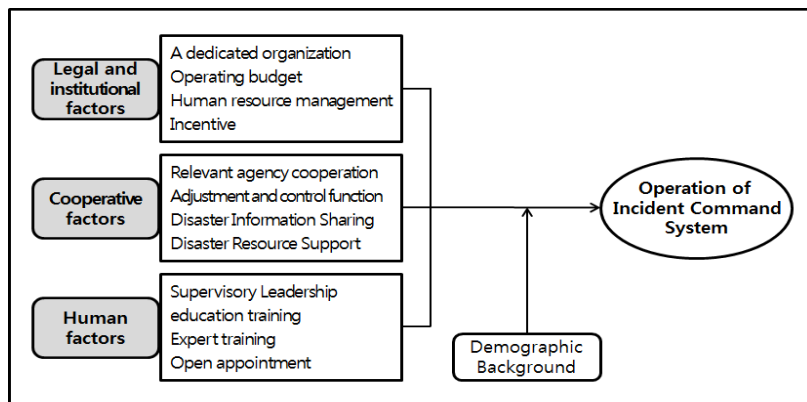 Legal and
institutional
factors
A dedicated organization
Operating budget
Human resource management
Incentive
Cooperative
factors
Relevant agency cooperation
Adjustment and control function
Disaster Information Sharing
Disaster Resource Support
Human
factors
Supervisory Leadership
education training
Expert training
Open appointment
Operation of
Incident Command
System
Demographic
Background